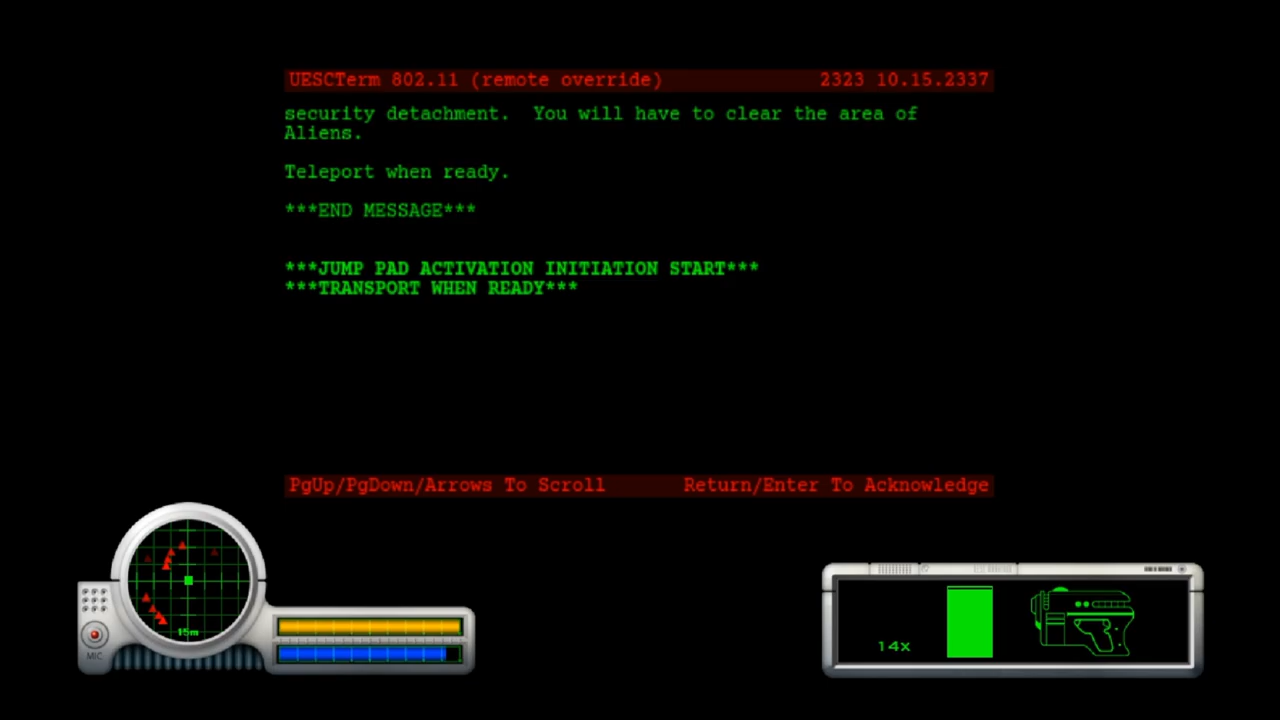 UESCTerm 802.11 (remote override) 2323 10.15.2337
security detachment.  You will have to clear the area of
Aliens.
Teleport when ready.
***END MESSAGE***
***JUMP PAD ACTIVATION INITIATION START***
***TRANSPORT WHEN READY***
PgUp/PgDown/Arrows To Scroll Return/Enter To Acknowledge
15m
MIC
14x